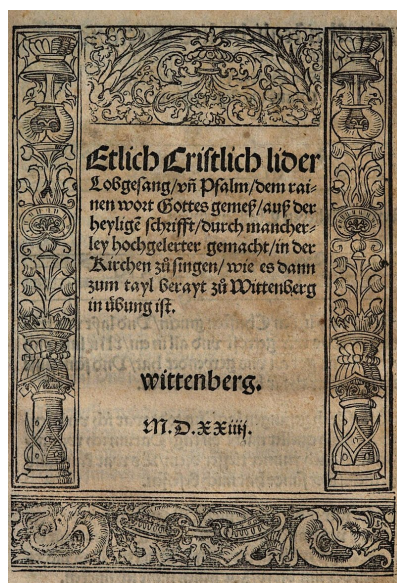 Etlich Cristlich lider
Lobgesang/ vn̄ Psalm/ dem rai-
nen wort Gottes gemeß/ auß der
heyligē schrifft/ durch mancher-
ley hochgelerter gemacht/ in der
Kirchen zů singen/ wie es dann
zum tayl berayt zů Wittenberg
in übung ist.
wittenberg.
M.D.XXiiij.